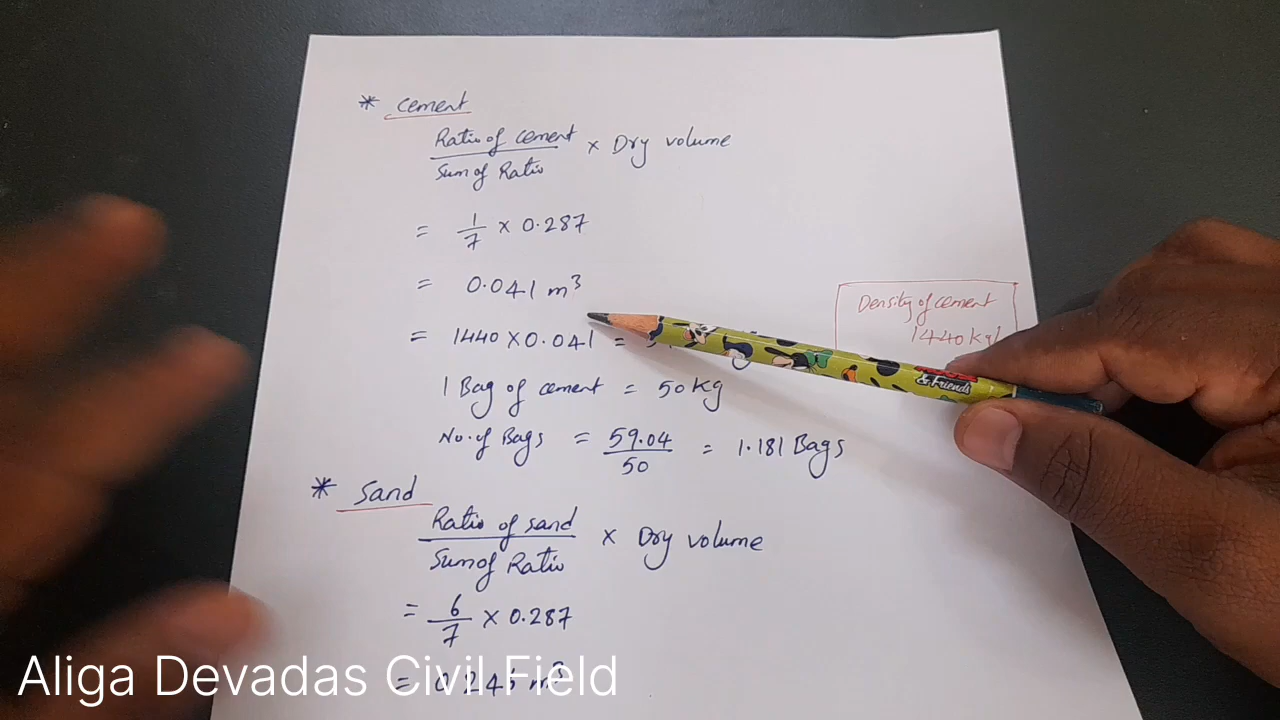 * Cement
Ratio of cement
Sum of Ratio
× Dry volume
= 1/7 × 0.287
= 0.041 m³
= 1440 × 0.041 =
1 Bag of cement = 50 Kg
No. of Bags = 59.04/50 = 1.181 Bags
* Sand
Ratio of sand
Sum of Ratio
× Dry volume
= 6/7 × 0.287
= m³
Density of cement
1440 Kg/
& Friends
Aliga Devadas Civil Field